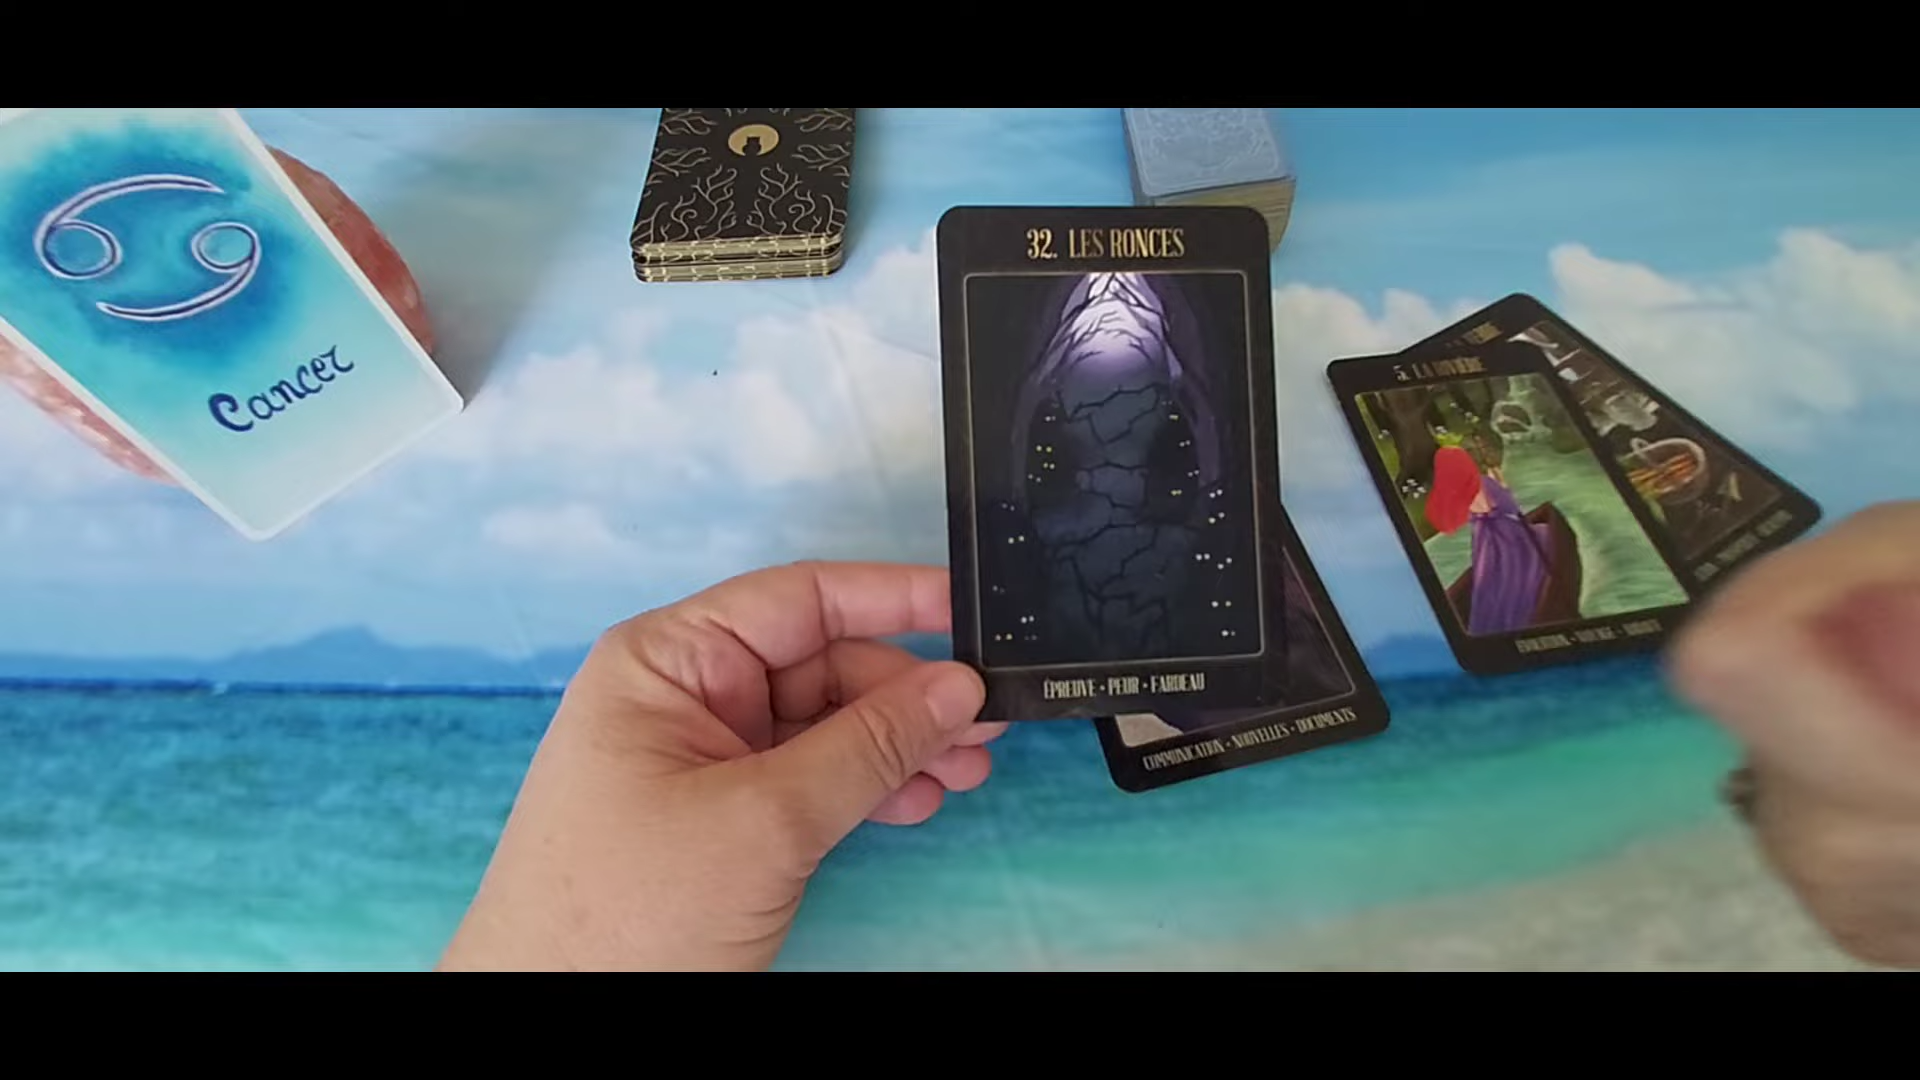 Cancer
32. LES RONCES
ÉPREUVE • PEUR • FARDEAU
COMMUNICATION • NOUVELLES • DOCUMENTS
5. LA RIVIÈRE